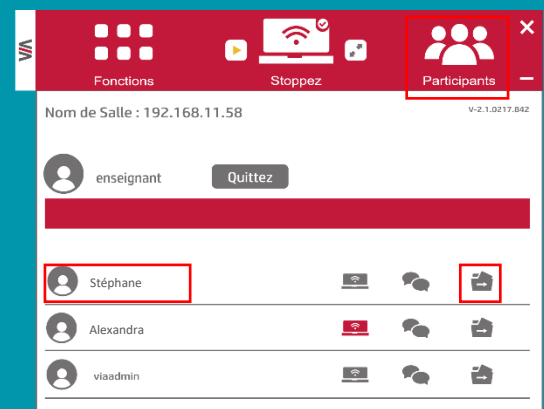 VIA
Fonctions
Stoppez
Participants
Nom de Salle : 192.168.11.58
V-2.1.0217.842
enseignant
Quittez
Stéphane
Alexandra
viaadmin